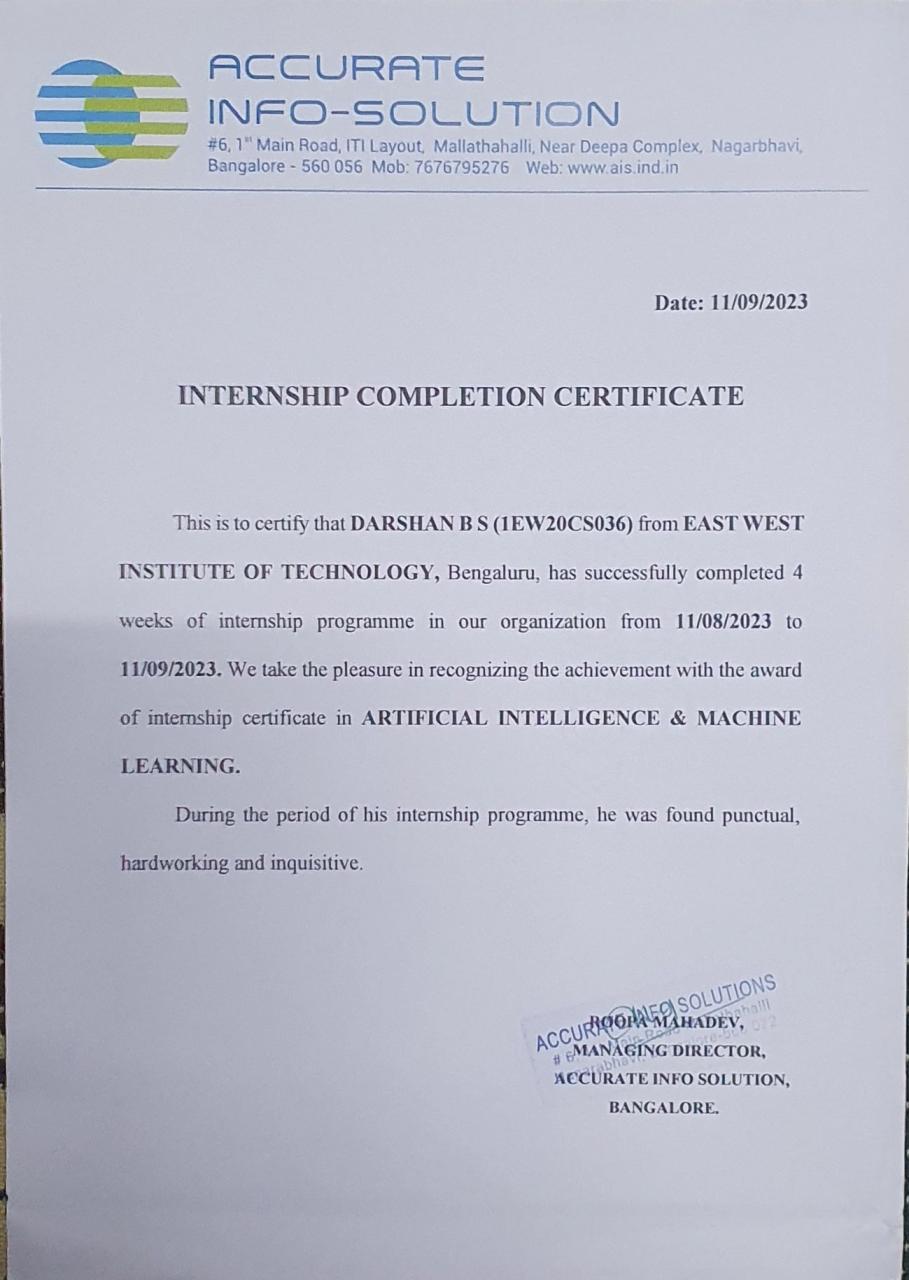 ACCURATE
INFO-SOLUTION
#6, 1st Main Road, ITI Layout, Mallathahalli, Near Deepa Complex, Nagarbhavi,
Bangalore - 560 056 Mob: 7676795276 Web: www.ais.ind.in
Date: 11/09/2023
INTERNSHIP COMPLETION CERTIFICATE
This is to certify that DARSHAN B S (1EW20CS036) from EAST WEST
INSTITUTE OF TECHNOLOGY, Bengaluru, has successfully completed 4
weeks of internship programme in our organization from 11/08/2023 to
11/09/2023. We take the pleasure in recognizing the achievement with the award
of internship certificate in ARTIFICIAL INTELLIGENCE & MACHINE
LEARNING.
During the period of his internship programme, he was found punctual,
hardworking and inquisitive.
ACCURATE INFO SOLUTIONS
# 6, Main Road
ROOPA MAHADEV,
MANAGING DIRECTOR,
ACCURATE INFO SOLUTION,
BANGALORE.